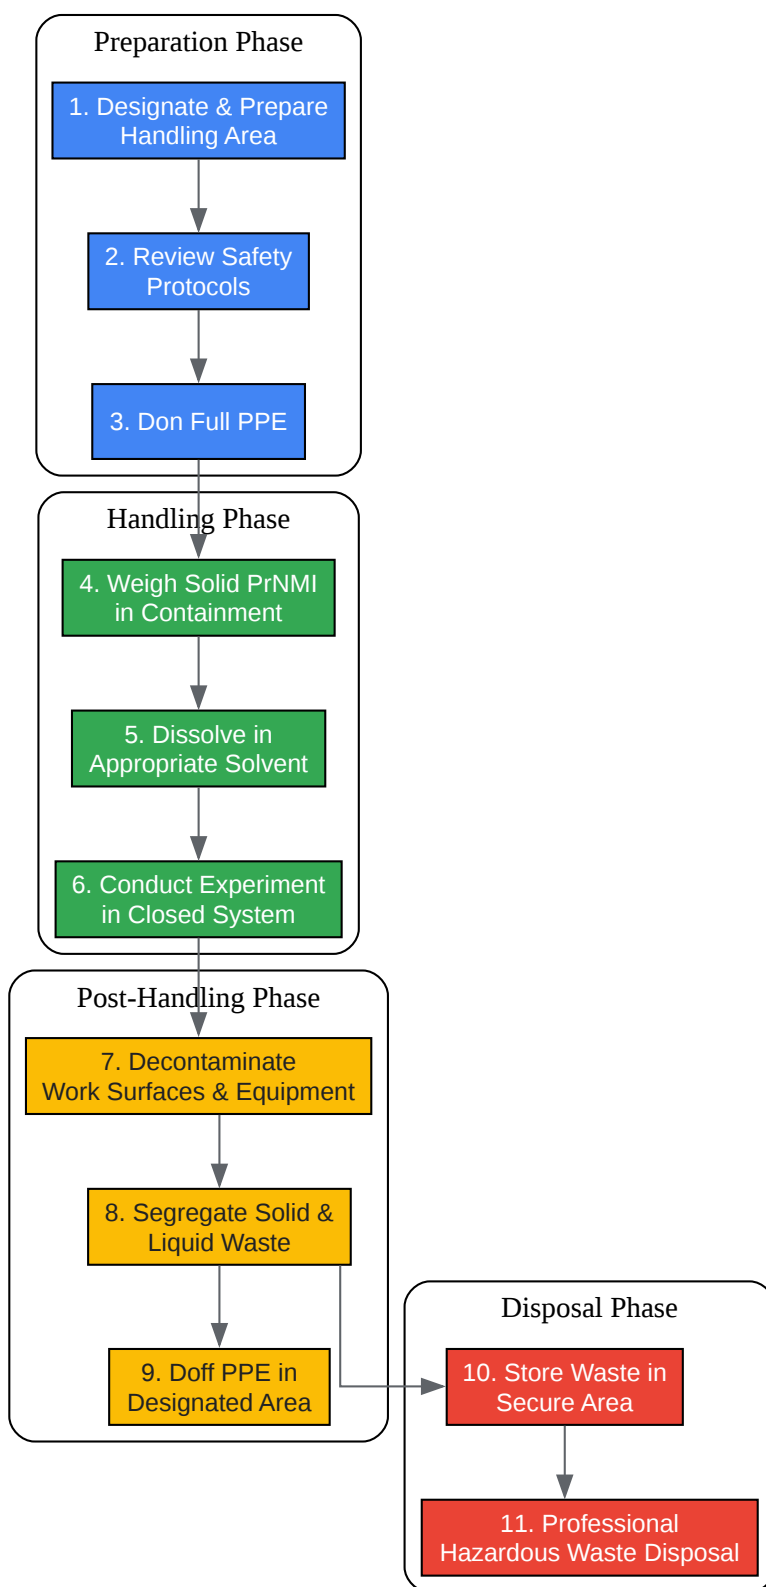 Preparation Phase
1. Designate & Prepare
Handling Area
2. Review Safety
Protocols
3. Don Full PPE
Handling Phase
4. Weigh Solid PrNMI
in Containment
5. Dissolve in
Appropriate Solvent
6. Conduct Experiment
in Closed System
Post-Handling Phase
7. Decontaminate
Work Surfaces & Equipment
8. Segregate Solid &
Liquid Waste
9. Doff PPE in
Designated Area
Disposal Phase
10. Store Waste in
Secure Area
11. Professional
Hazardous Waste Disposal